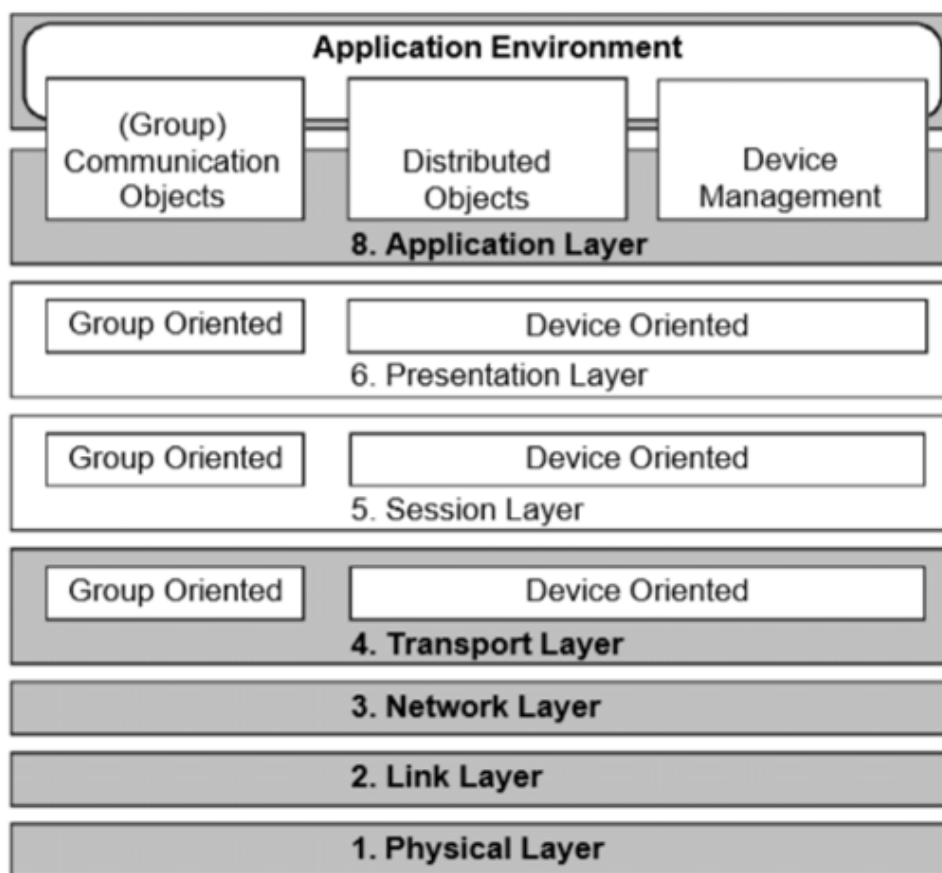 Application Environment
(Group)
Communication
Objects
Distributed
Objects
Device
Management
8. Application Layer
Group Oriented
Device Oriented
6. Presentation Layer
Group Oriented
Device Oriented
5. Session Layer
Group Oriented
Device Oriented
4. Transport Layer
3. Network Layer
2. Link Layer
1. Physical Layer